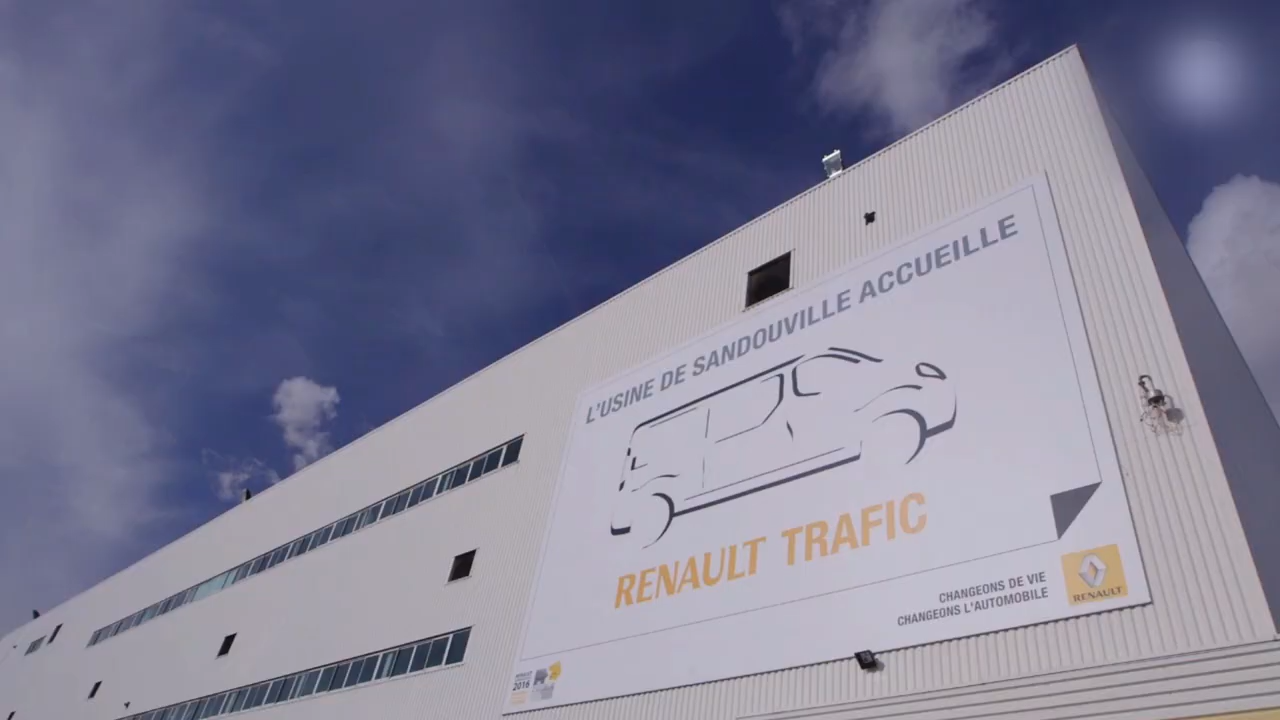 L'USINE DE SANDOUVILLE ACCUEILLE
RENAULT TRAFIC
CHANGEONS DE VIE
CHANGEONS L'AUTOMOBILE
RENAULT
2016